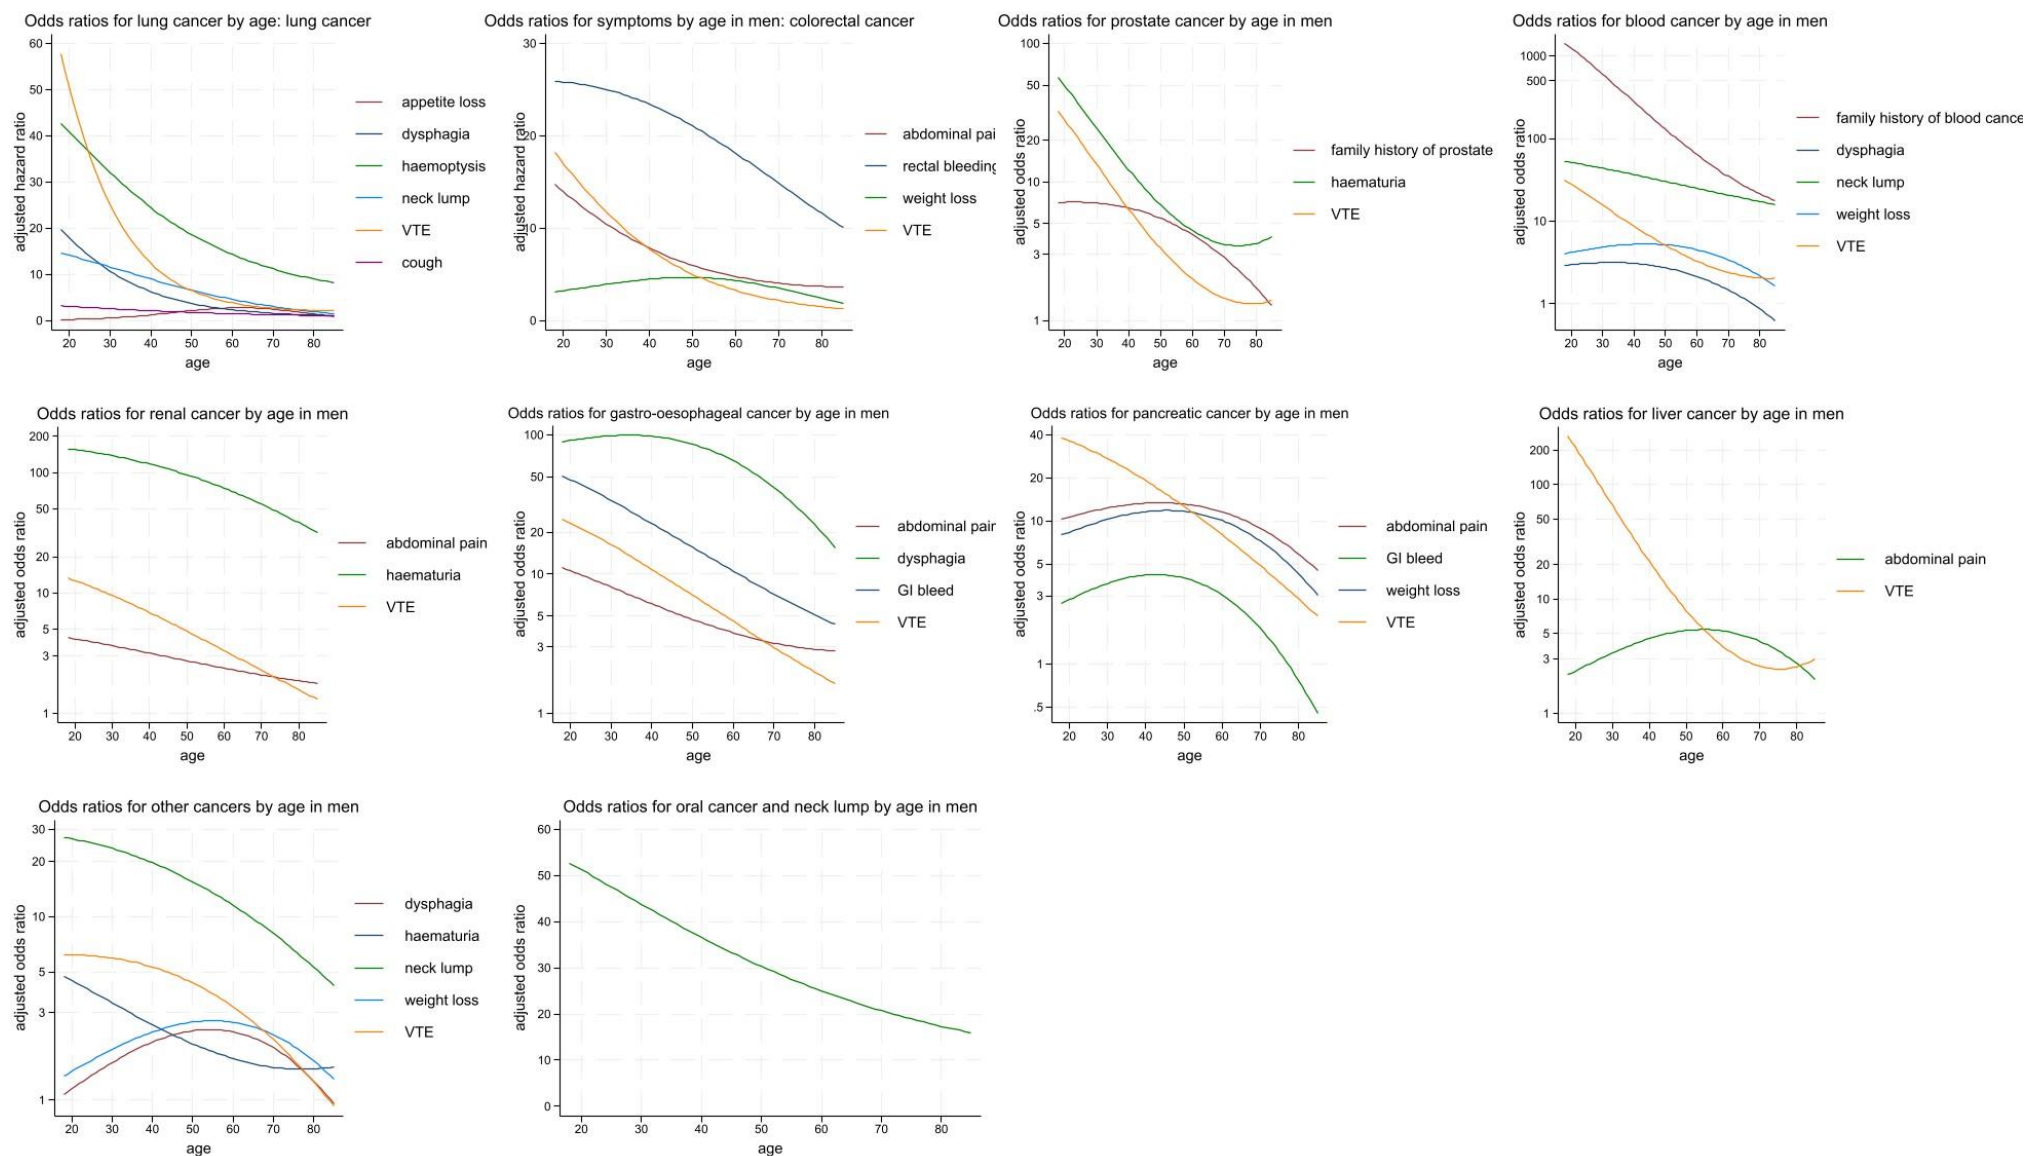 Odds ratios for lung cancer by age: lung cancer
adjusted hazard ratio
60
50
40
30
20
10
0
20 30 40 50 60 70 80
age
appetite loss
dysphagia
haemoptysis
neck lump
VTE
cough
Odds ratios for symptoms by age in men: colorectal cancer
adjusted hazard ratio
30
20
10
0
20 30 40 50 60 70 80
age
abdominal pai
rectal bleeding
weight loss
VTE
Odds ratios for prostate cancer by age in men
adjusted odds ratio
100
50
20
10
5
3
1
20 30 40 50 60 70 80
age
family history of prostate
haematuria
VTE
Odds ratios for blood cancer by age in men
adjusted odds ratio
1000
500
100
10
1
20 30 40 50 60 70 80
age
family history of blood cance
dysphagia
neck lump
weight loss
VTE
Odds ratios for renal cancer by age in men
adjusted odds ratio
200
100
50
20
10
5
3
1
20 30 40 50 60 70 80
age
abdominal pain
haematuria
VTE
Odds ratios for gastro-oesophageal cancer by age in men
adjusted odds ratio
100
50
20
10
5
3
1
20 30 40 50 60 70 80
age
abdominal pain
dysphagia
GI bleed
VTE
Odds ratios for pancreatic cancer by age in men
adjusted odds ratio
40
20
10
5
3
1
.5
20 30 40 50 60 70 80
age
abdominal pain
GI bleed
weight loss
VTE
Odds ratios for liver cancer by age in men
adjusted odds ratio
200
100
50
20
10
5
3
1
20 30 40 50 60 70 80
age
abdominal pain
VTE
Odds ratios for other cancers by age in men
adjusted odds ratio
30
20
10
5
3
1
20 30 40 50 60 70 80
age
dysphagia
haematuria
neck lump
weight loss
VTE
Odds ratios for oral cancer and neck lump by age in men
adjusted odds ratio
60
50
40
30
20
10
0
20 30 40 50 60 70 80
age